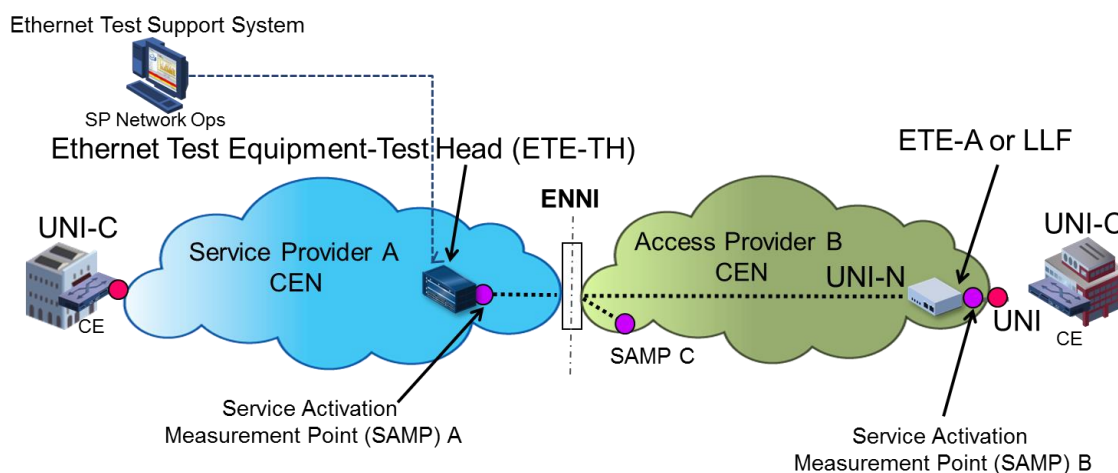 Ethernet Test Support System
SP Network Ops
Ethernet Test Equipment-Test Head (ETE-TH)
ETE-A or LLF
ENNI
UNI-C
Service Provider A
CEN
Access Provider B
CEN
UNI-N
UNI-C
CE
UNI
CE
SAMP C
Service Activation
Measurement Point (SAMP) A
Service Activation
Measurement Point (SAMP) B